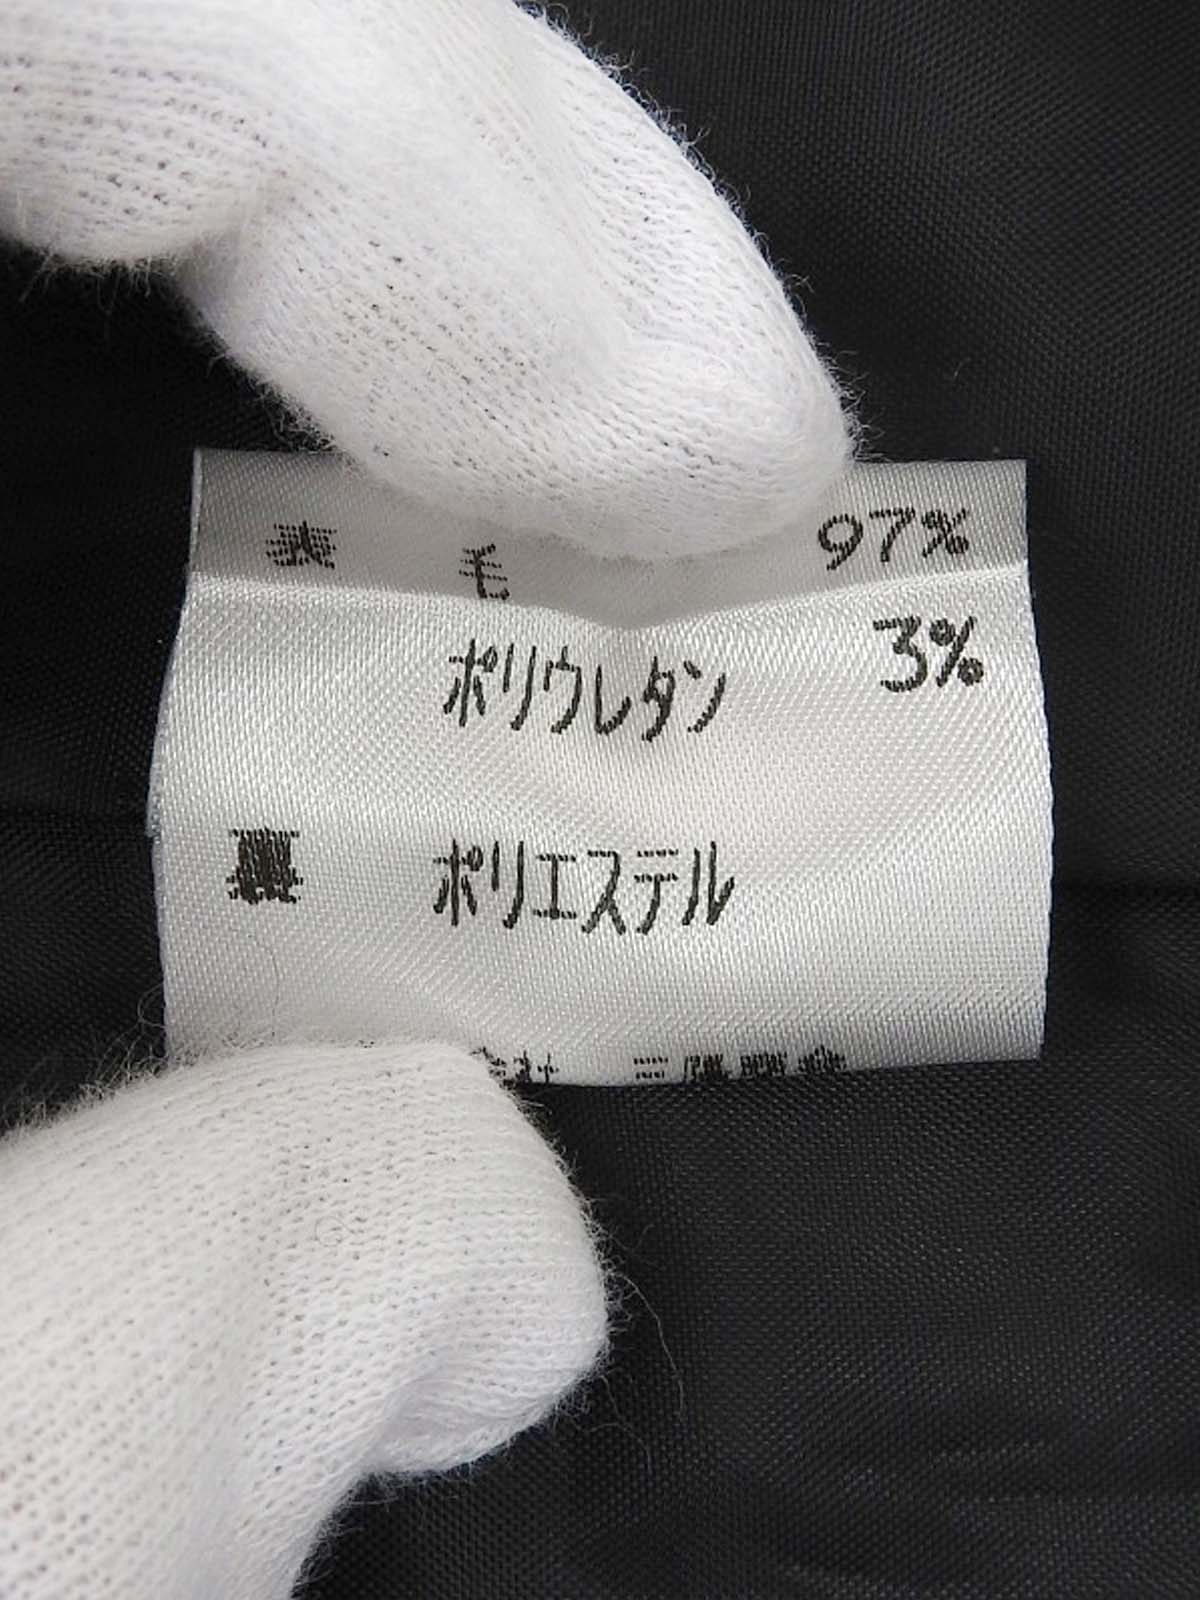 表 毛 97%
ポリウレタン 3%
裏 ポリエステル